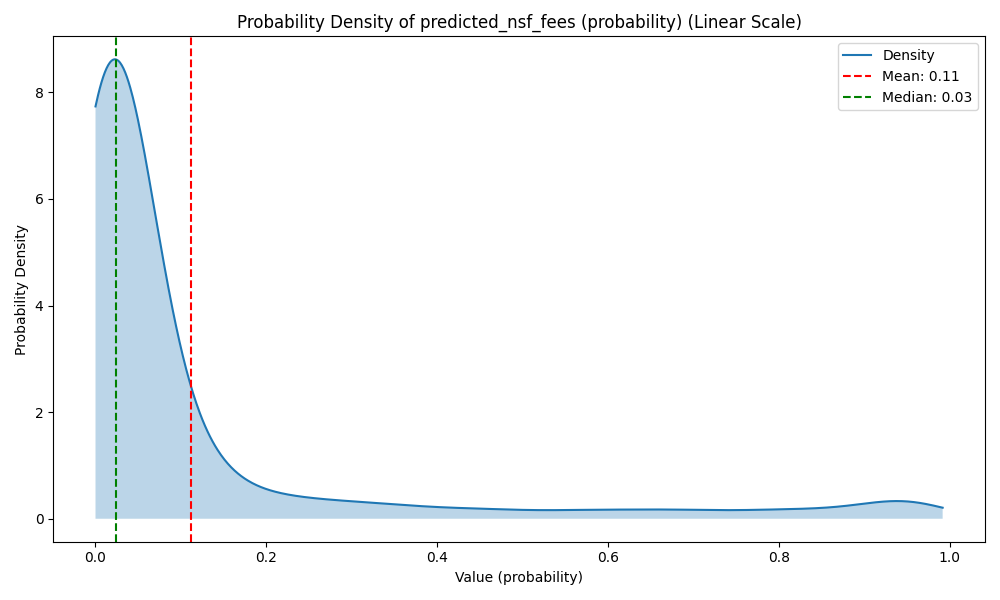 Probability Density of predicted_nsf_fees (probability) (Linear Scale)
Density
Mean: 0.11
Median: 0.03
Probability Density
8
6
4
2
0
0.0 0.2 0.4 0.6 0.8 1.0
Value (probability)